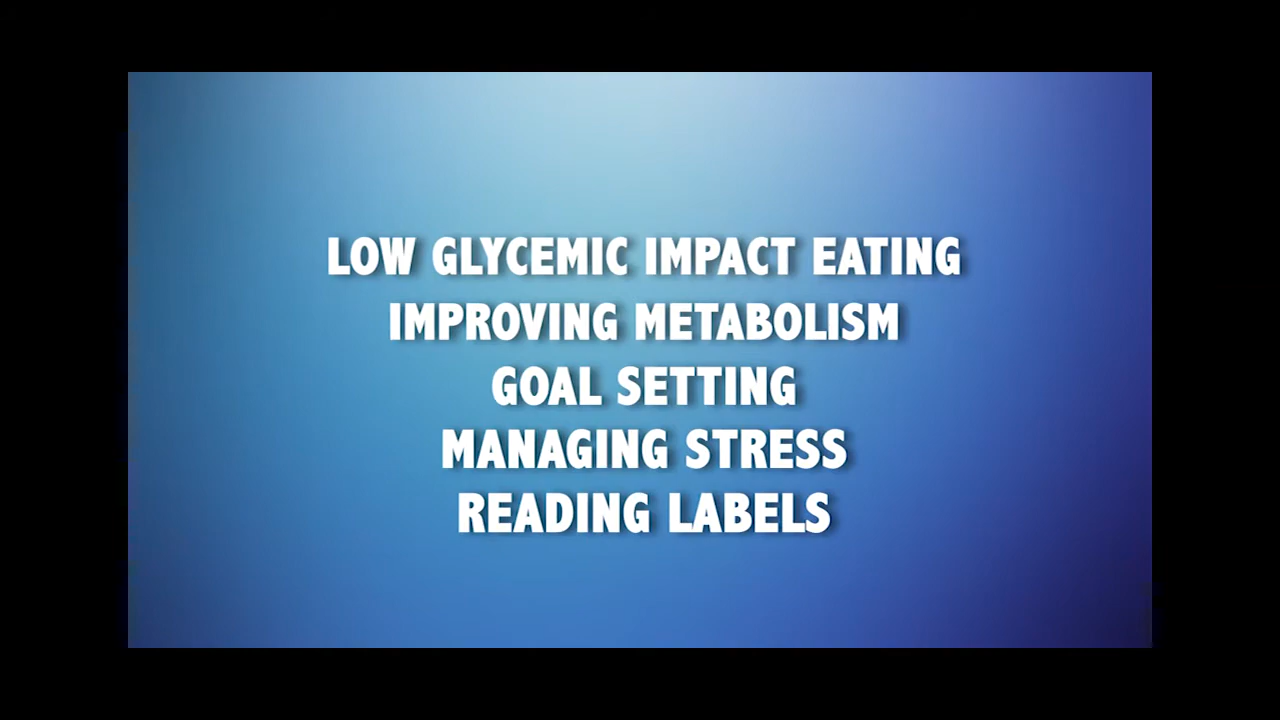 LOW GLYCEMIC IMPACT EATING
IMPROVING METABOLISM
GOAL SETTING
MANAGING STRESS
READING LABELS